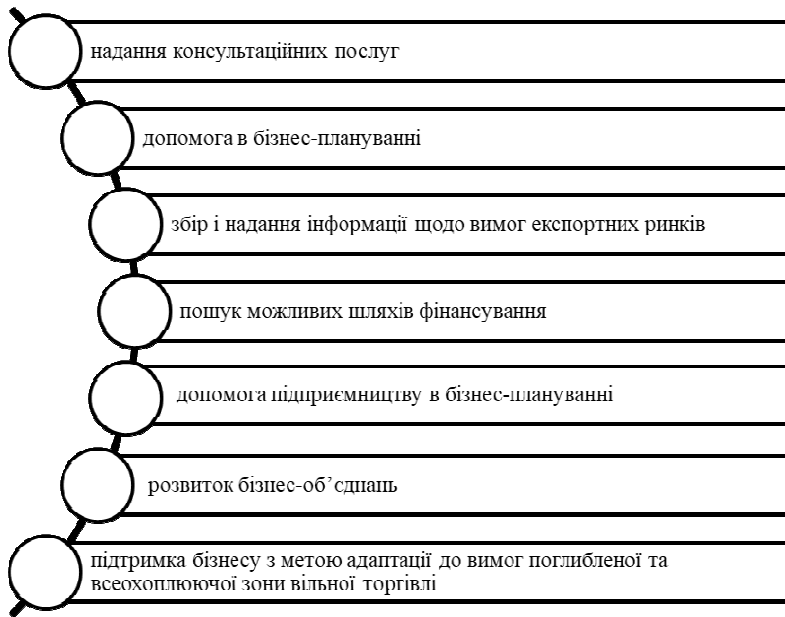 надання консультаційних послуг
допомога в бізнес-плануванні
збір і надання інформації щодо вимог експортних ринків
пошук можливих шляхів фінансування
допомога підприємництву в бізнес-плануванні
розвиток бізнес-об’єднань
підтримка бізнесу з метою адаптації до вимог поглибленої та
всеохоплюючої зони вільної торгівлі